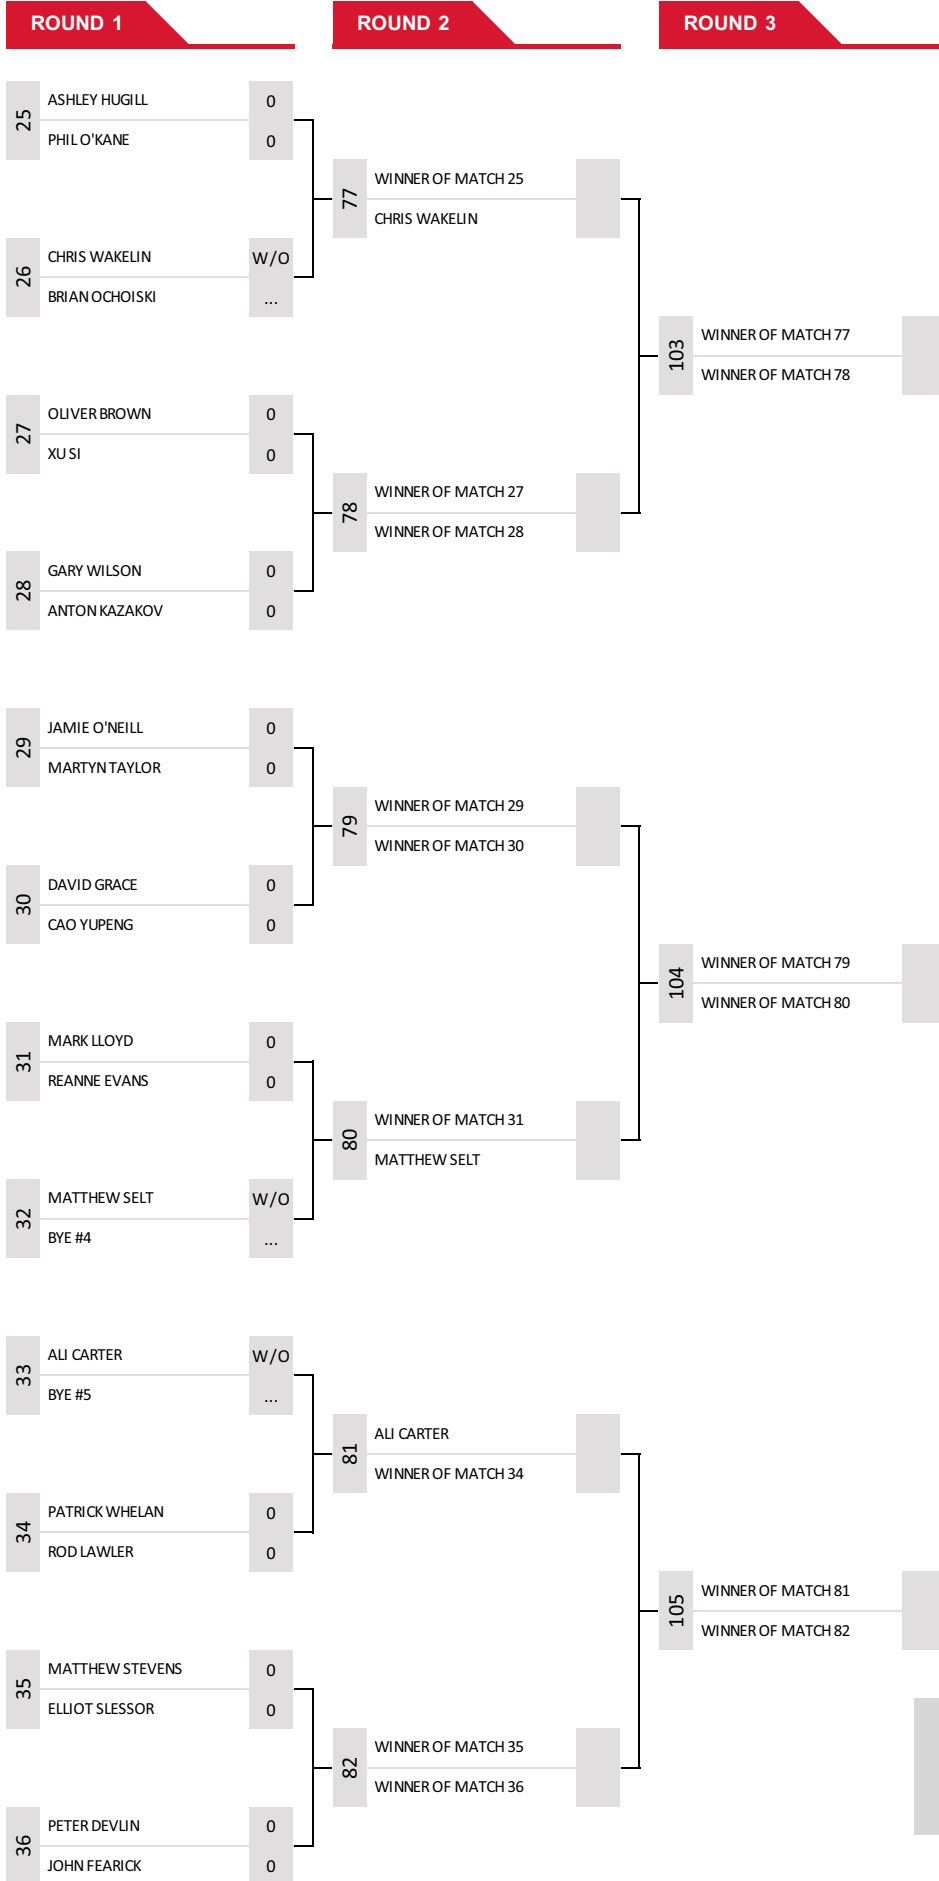 ROUND 1
ROUND 2
ROUND 3
25
ASHLEY HUGILL 0
PHIL O'KANE 0
77
WINNER OF MATCH 25
CHRIS WAKELIN
26
CHRIS WAKELIN W/O
BRIAN OCHOISKI ...
103
WINNER OF MATCH 77
WINNER OF MATCH 78
27
OLIVER BROWN 0
XU SI 0
78
WINNER OF MATCH 27
WINNER OF MATCH 28
28
GARY WILSON 0
ANTON KAZAKOV 0
29
JAMIE O'NEILL 0
MARTYN TAYLOR 0
79
WINNER OF MATCH 29
WINNER OF MATCH 30
30
DAVID GRACE 0
CAO YUPENG 0
104
WINNER OF MATCH 79
WINNER OF MATCH 80
31
MARK LLOYD 0
REANNE EVANS 0
80
WINNER OF MATCH 31
MATTHEW SELT
32
MATTHEW SELT W/O
BYE #4 ...
33
ALI CARTER W/O
BYE #5 ...
81
ALI CARTER
WINNER OF MATCH 34
34
PATRICK WHELAN 0
ROD LAWLER 0
105
WINNER OF MATCH 81
WINNER OF MATCH 82
35
MATTHEW STEVENS 0
ELLIOT SLESSOR 0
82
WINNER OF MATCH 35
WINNER OF MATCH 36
36
PETER DEVLIN 0
JOHN FEARICK 0